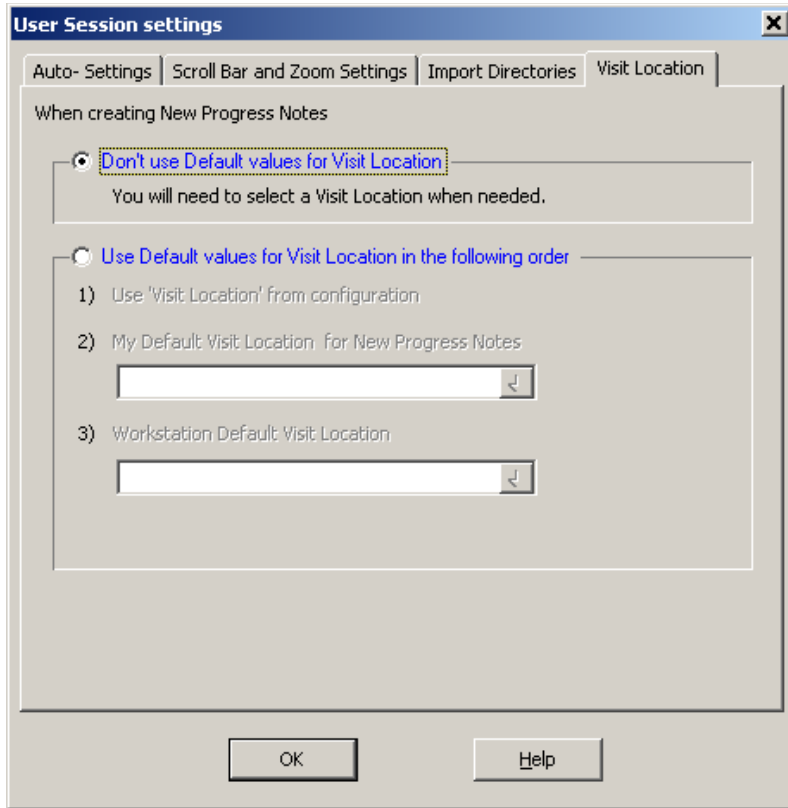 User Session settings
Auto- Settings Scroll Bar and Zoom Settings Import Directories Visit Location
When creating New Progress Notes
Don't use Default values for Visit Location
You will need to select a Visit Location when needed.
Use Default values for Visit Location in the following order
1) Use 'Visit Location' from configuration
2) My Default Visit Location for New Progress Notes
3) Workstation Default Visit Location
OK Help